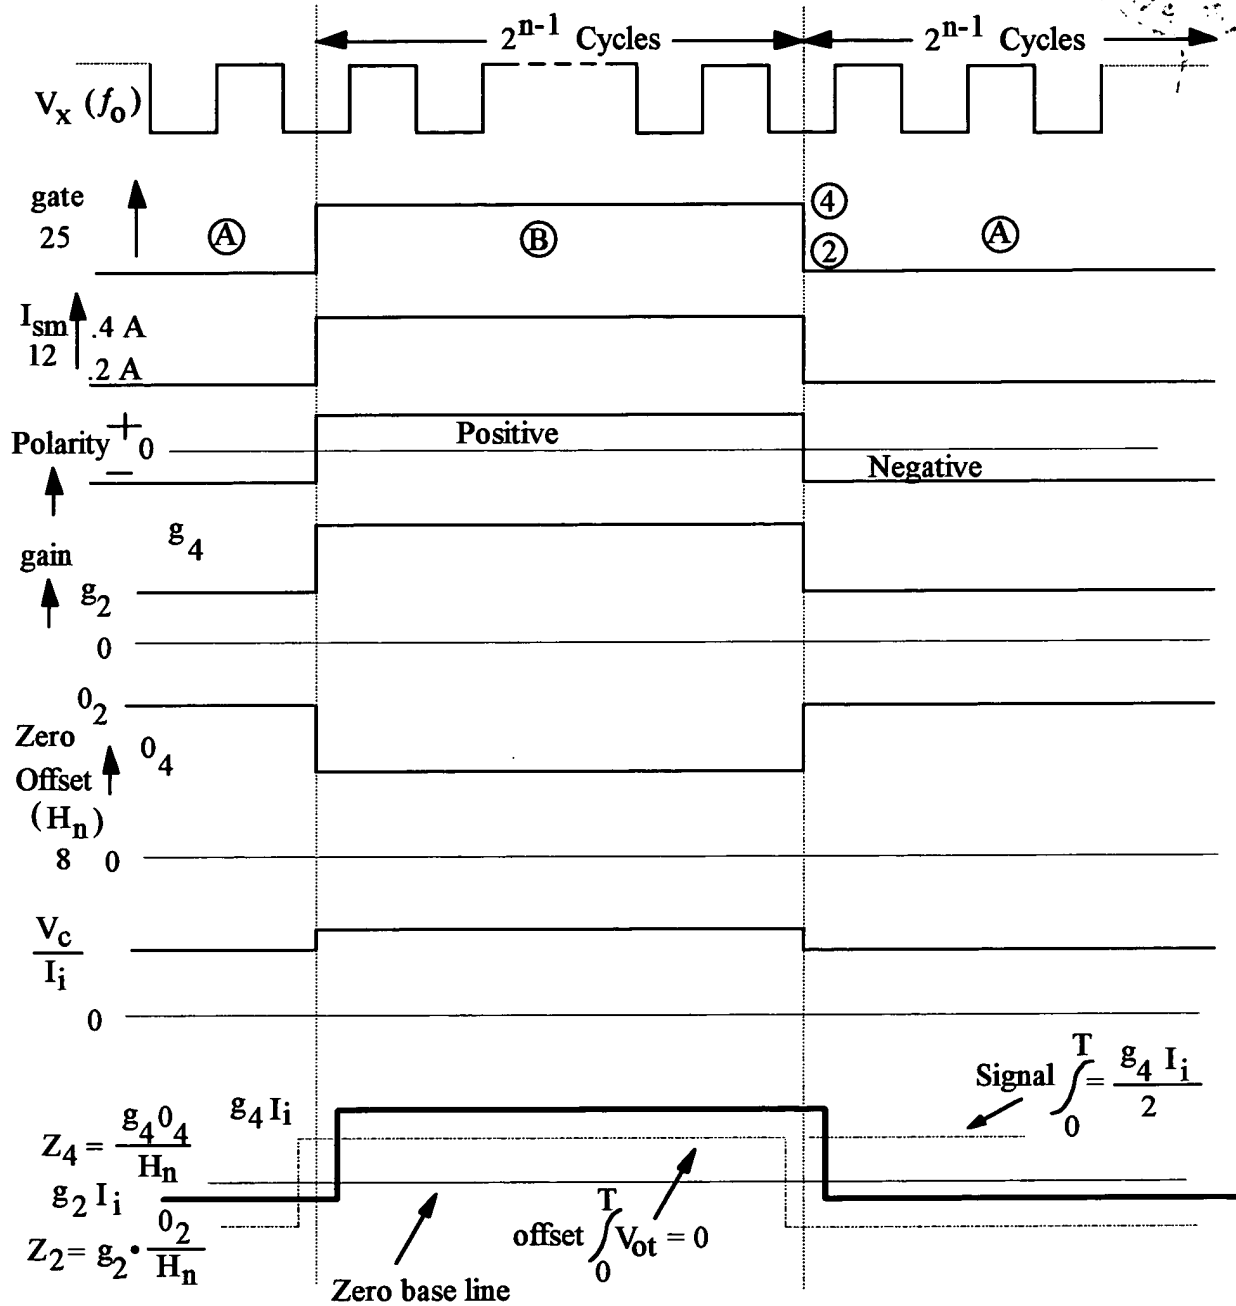 2^{n-1} Cycles
2^{n-1} Cycles
V_x (f_o)
gate
25
A
B
4
2
A
I_sm
12
.4 A
.2 A
Polarity
+
0
−
Positive
Negative
gain
g_4
g_2
0
0_2
Zero
Offset
(H_n)
8
0_4
0
V_c / I_i
0
Signal ∫_0^T = g_4 I_i / 2
Z_4 = g_4 0_4 / H_n
g_4 I_i
g_2 I_i
Z_2 = g_2 • 0_2 / H_n
offset ∫_0^T V_ot = 0
Zero base line